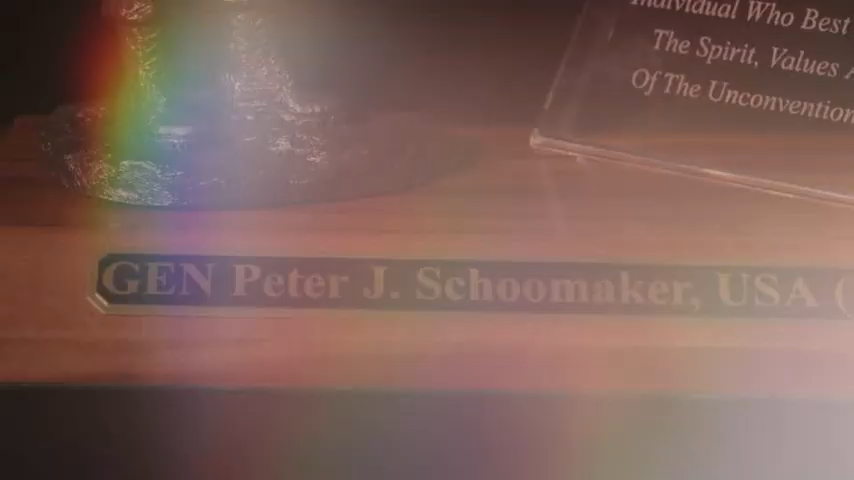 Individual Who Best
The Spirit, Values
Of The Unconvention
GEN Peter J. Schoomaker, USA (